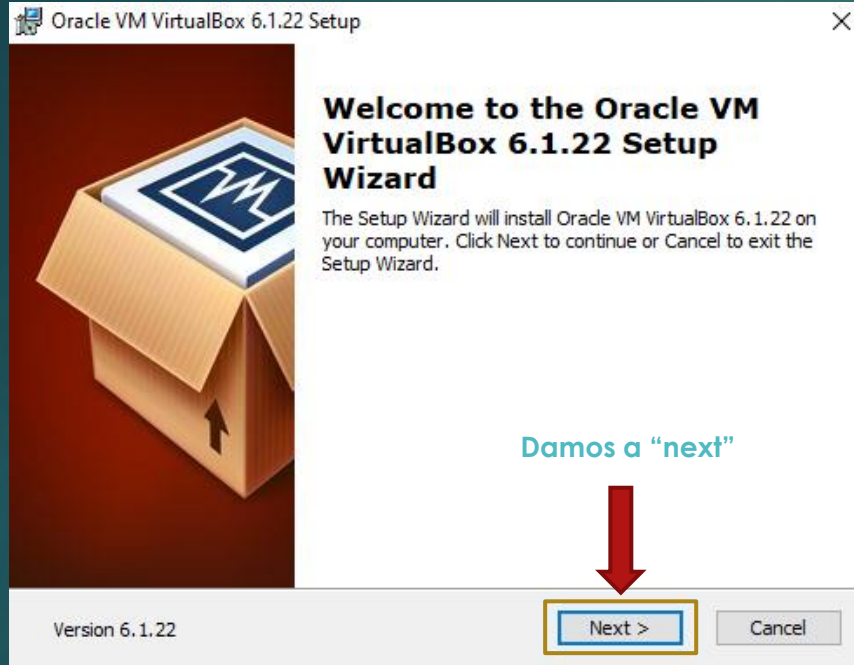 Oracle VM VirtualBox 6.1.22 Setup
Welcome to the Oracle VM
VirtualBox 6.1.22 Setup
Wizard
The Setup Wizard will install Oracle VM VirtualBox 6.1.22 on
your computer. Click Next to continue or Cancel to exit the
Setup Wizard.
Damos a “next”
Version 6.1.22
Next >
Cancel